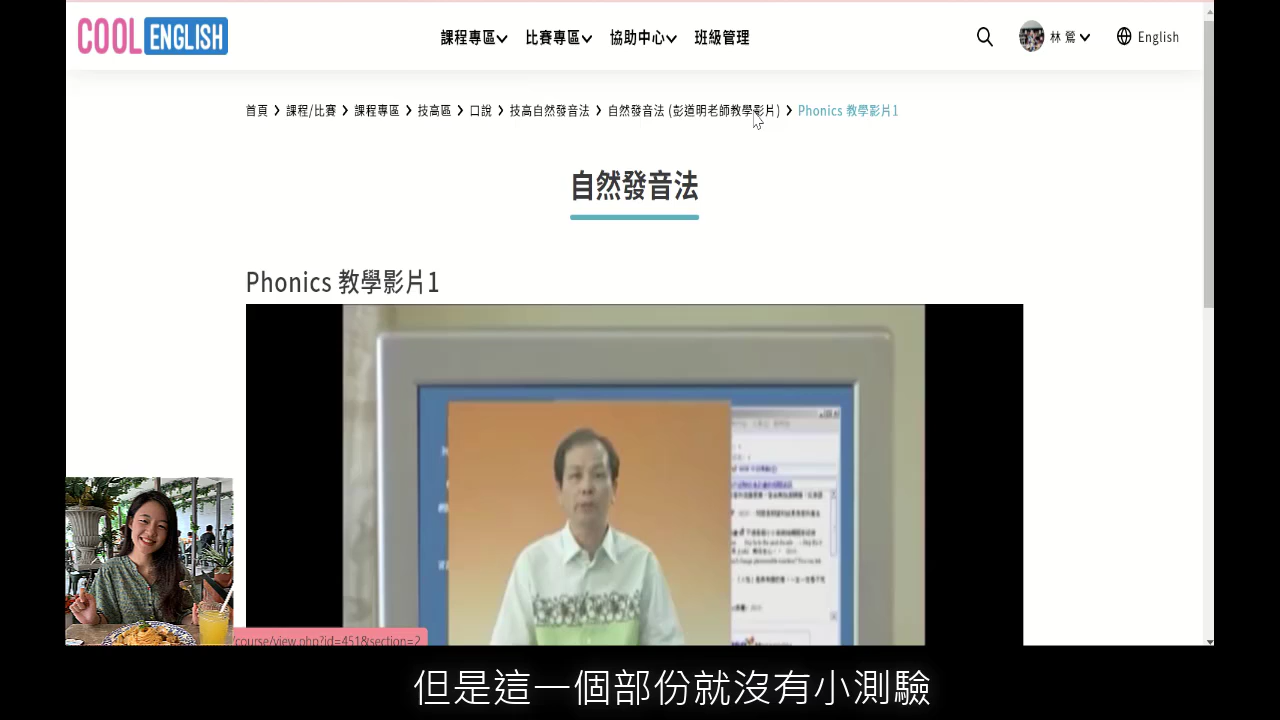 COOL ENGLISH 課程專區 比賽專區 協助中心 班級管理 林 鶯 English
首頁 > 課程/比賽 > 課程專區 > 技高區 > 口說 > 技高自然發音法 > 自然發音法 (彭道明老師教學影片) > Phonics 教學影片1
自然發音法
Phonics 教學影片1
/course/view.php?id=451&section=2
但是這一個部份就沒有小測驗